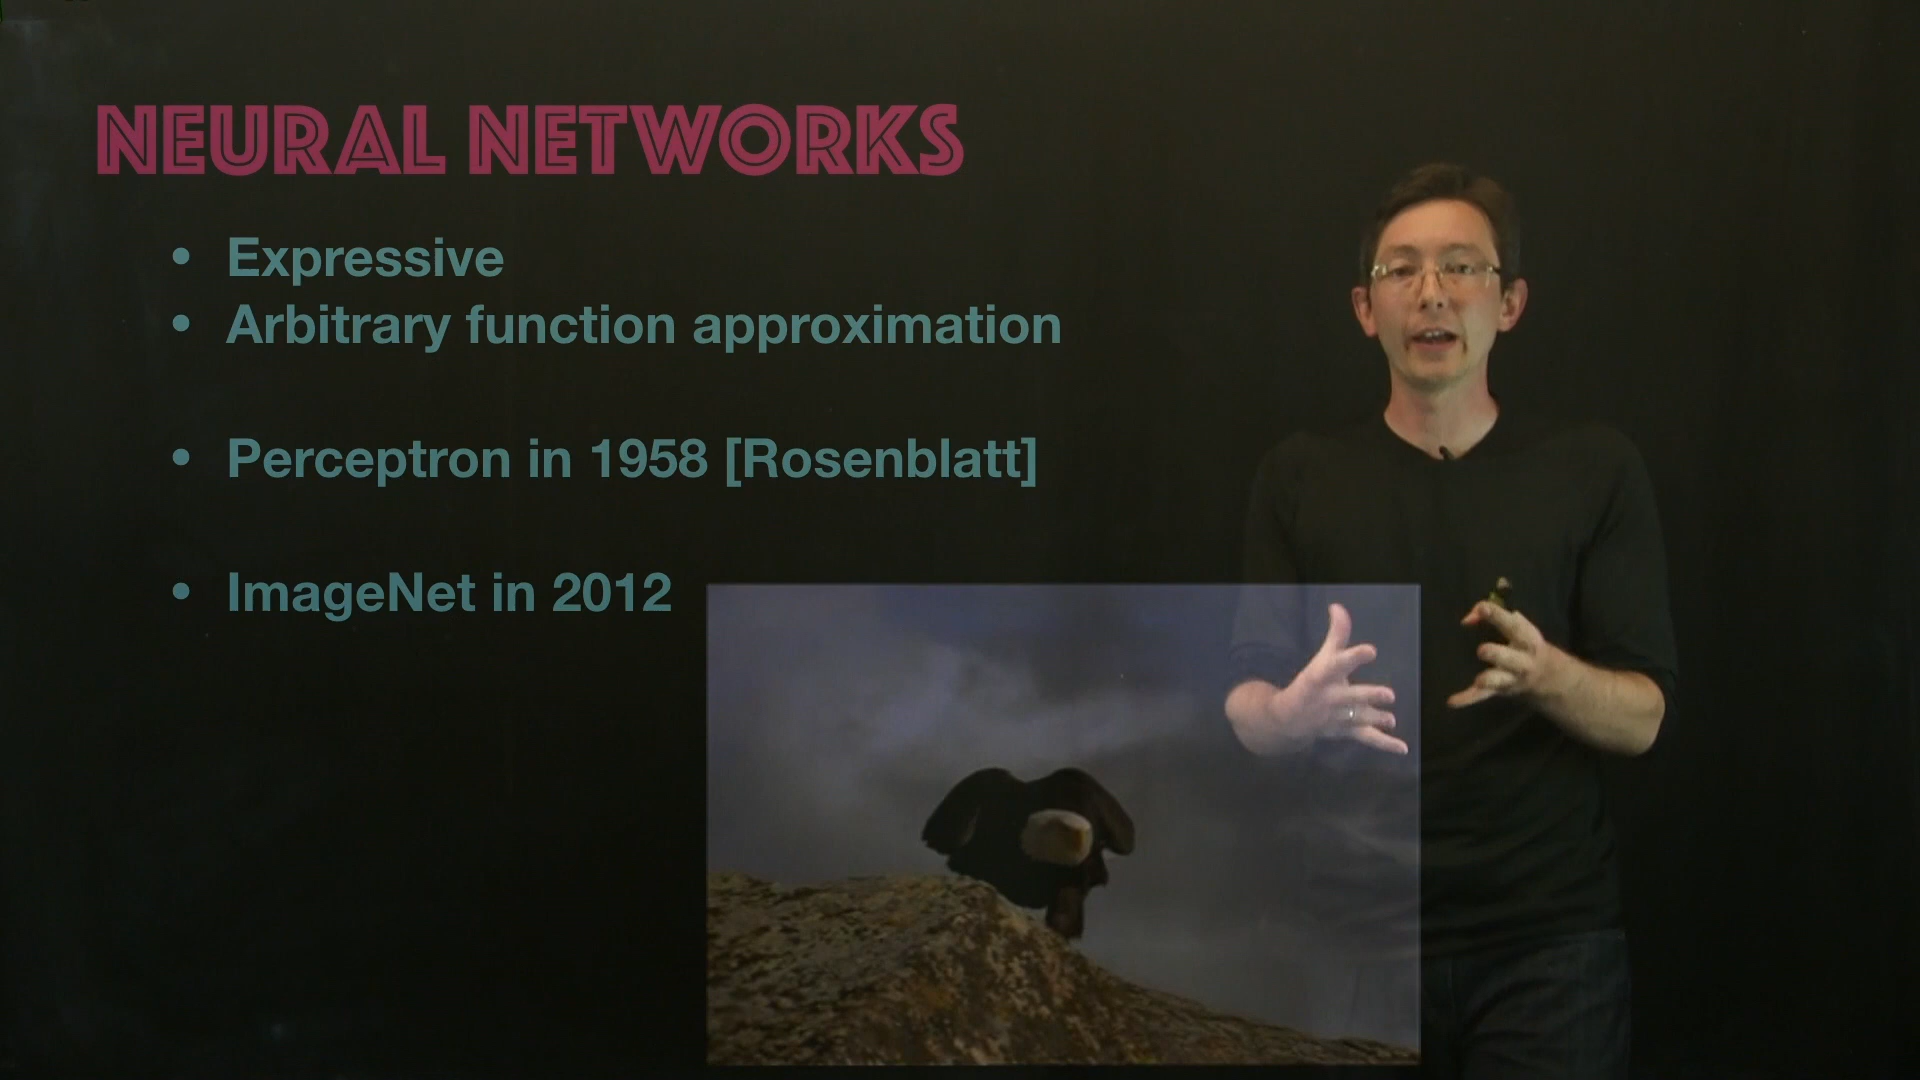 NEURAL NETWORKS
• Expressive
• Arbitrary function approximation
• Perceptron in 1958 [Rosenblatt]
• ImageNet in 2012